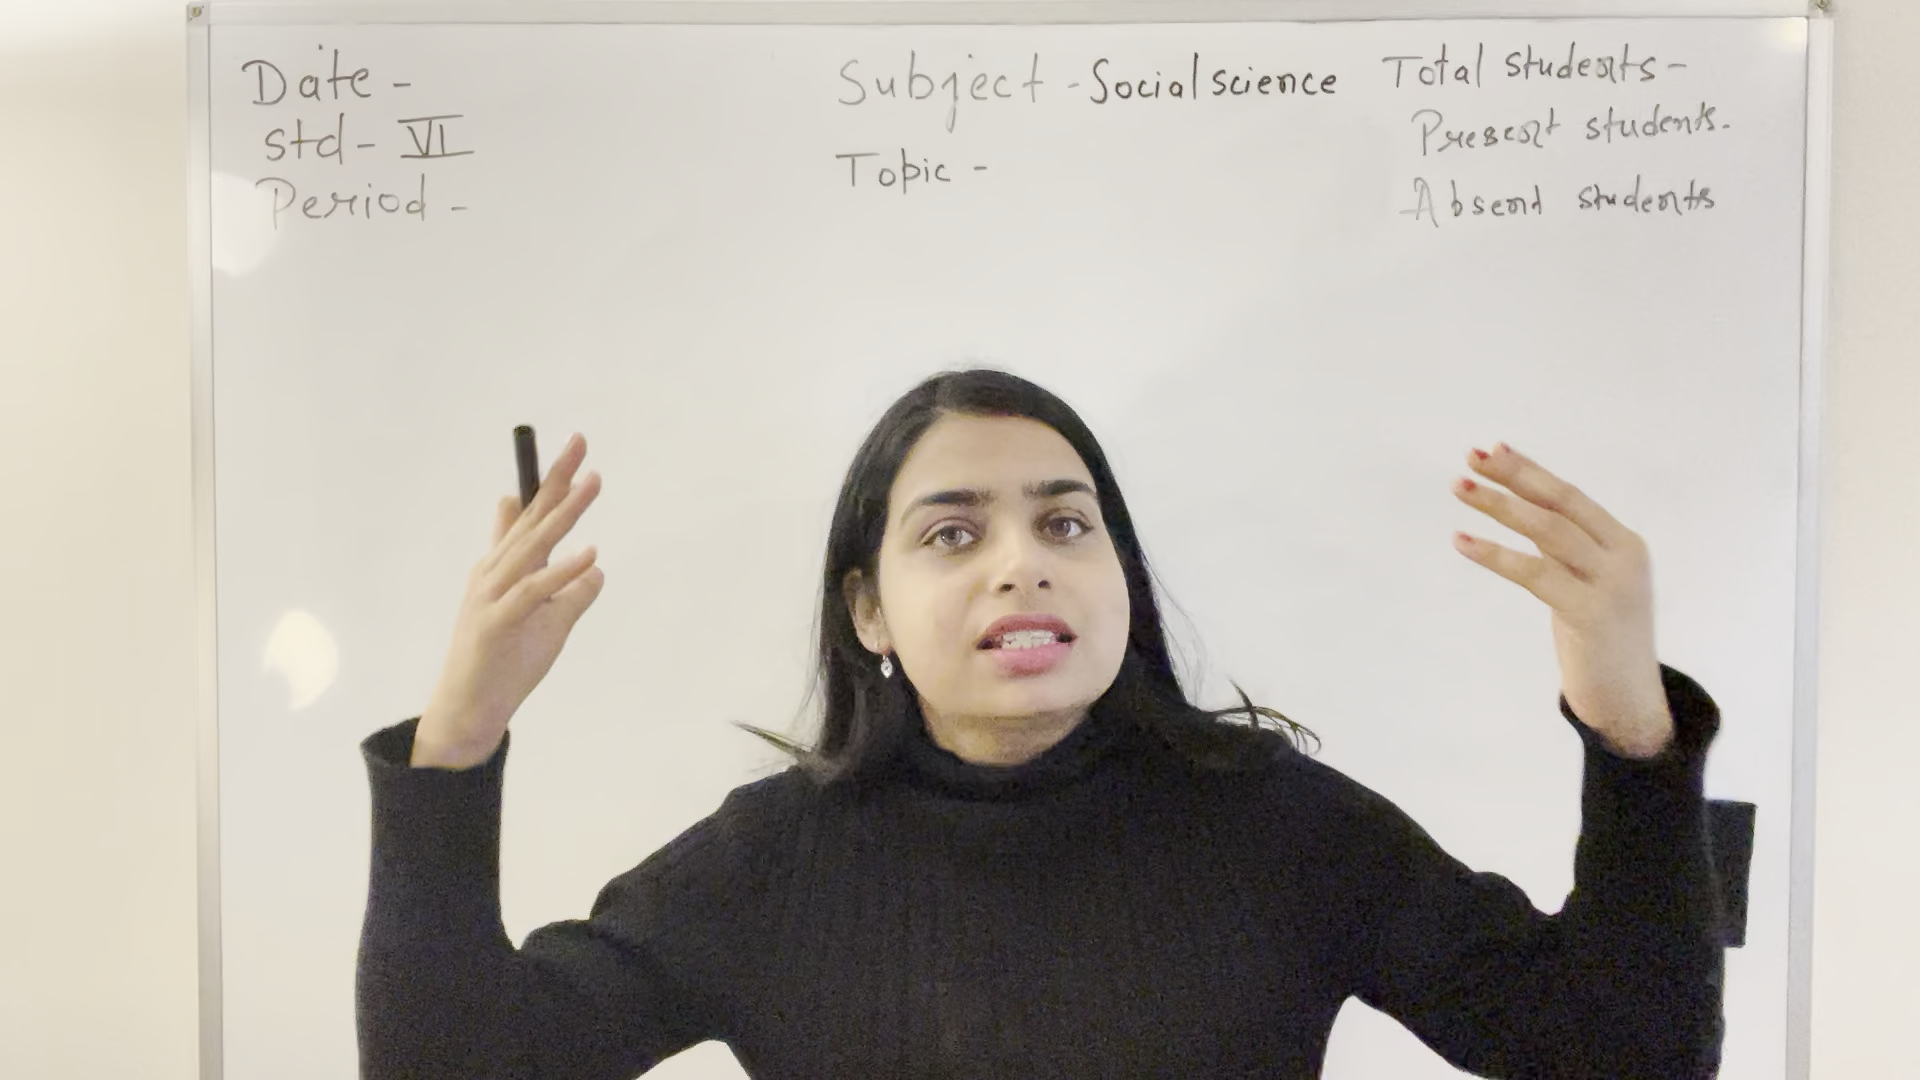 Date -
Std - VI
Period -
Subject - Social science
Topic -
Total students -
Present students -
Absent students